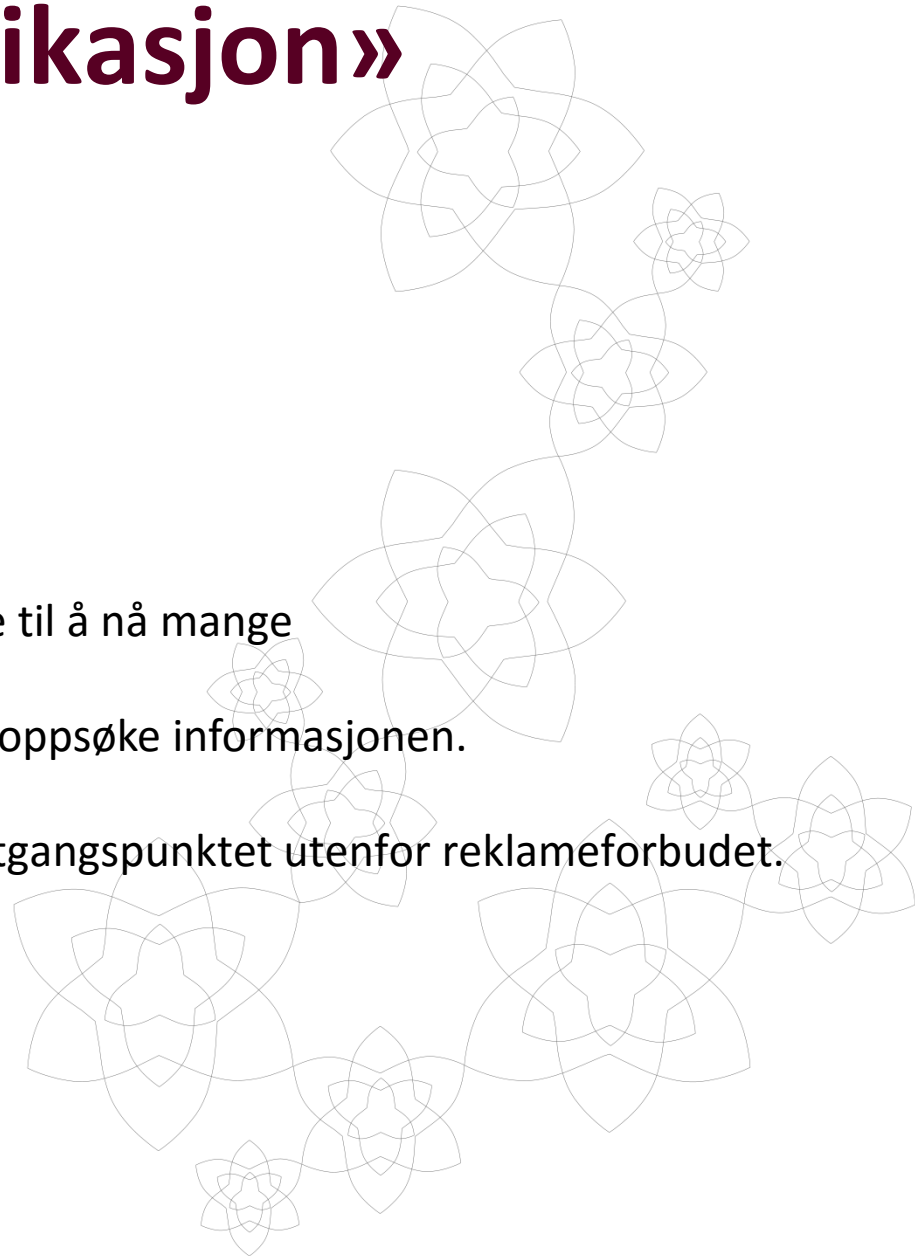 ikasjon»
e til å nå mange
oppsøke informasjonen.
tgangspunktet utenfor reklameforbudet.